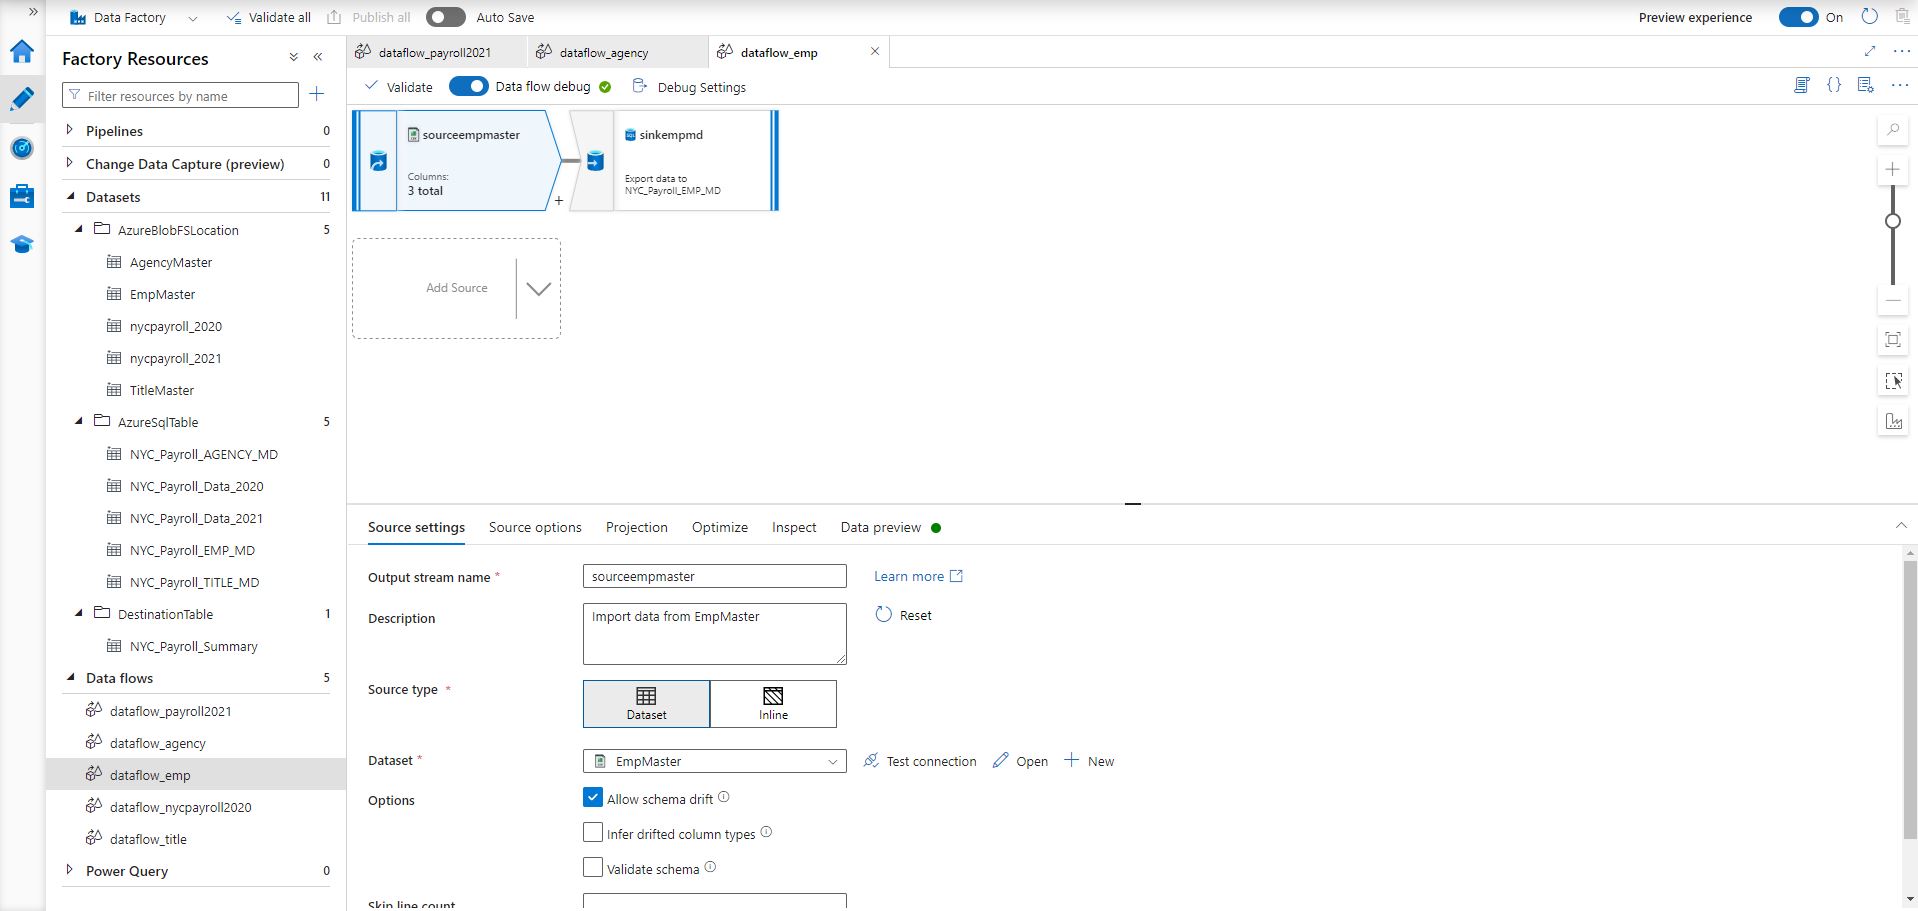 »
Data Factory
Validate all
Publish all
Auto Save
Preview experience
On
Factory Resources
Filter resources by name
Pipelines 0
Change Data Capture (preview) 0
Datasets 11
AzureBlobFSLocation 5
AgencyMaster
EmpMaster
nycpayroll_2020
nycpayroll_2021
TitleMaster
AzureSqlTable 5
NYC_Payroll_AGENCY_MD
NYC_Payroll_Data_2020
NYC_Payroll_Data_2021
NYC_Payroll_EMP_MD
NYC_Payroll_TITLE_MD
DestinationTable 1
NYC_Payroll_Summary
Data flows 5
dataflow_payroll2021
dataflow_agency
dataflow_emp
dataflow_nycpayroll2020
dataflow_title
Power Query 0
dataflow_payroll2021
dataflow_agency
dataflow_emp
Validate
Data flow debug
Debug Settings
sourceempmaster
Columns:
3 total
+
sinkempmd
Export data to
NYC_Payroll_EMP_MD
Add Source
Source settings
Source options
Projection
Optimize
Inspect
Data preview
Output stream name *
sourceempmaster
Learn more
Description
Import data from EmpMaster
Reset
Source type *
Dataset
Inline
Dataset *
EmpMaster
Test connection
Open
New
Options
Allow schema drift
Infer drifted column types
Validate schema
Skip line count